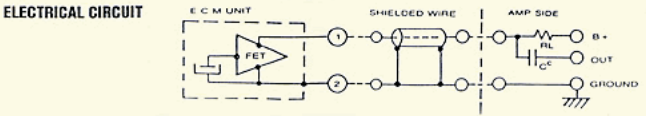 ELECTRICAL CIRCUIT
E C M UNIT
SHIELDED WIRE
AMP SIDE
1
B+
RL
FET
OUT
Cc
2
GROUND